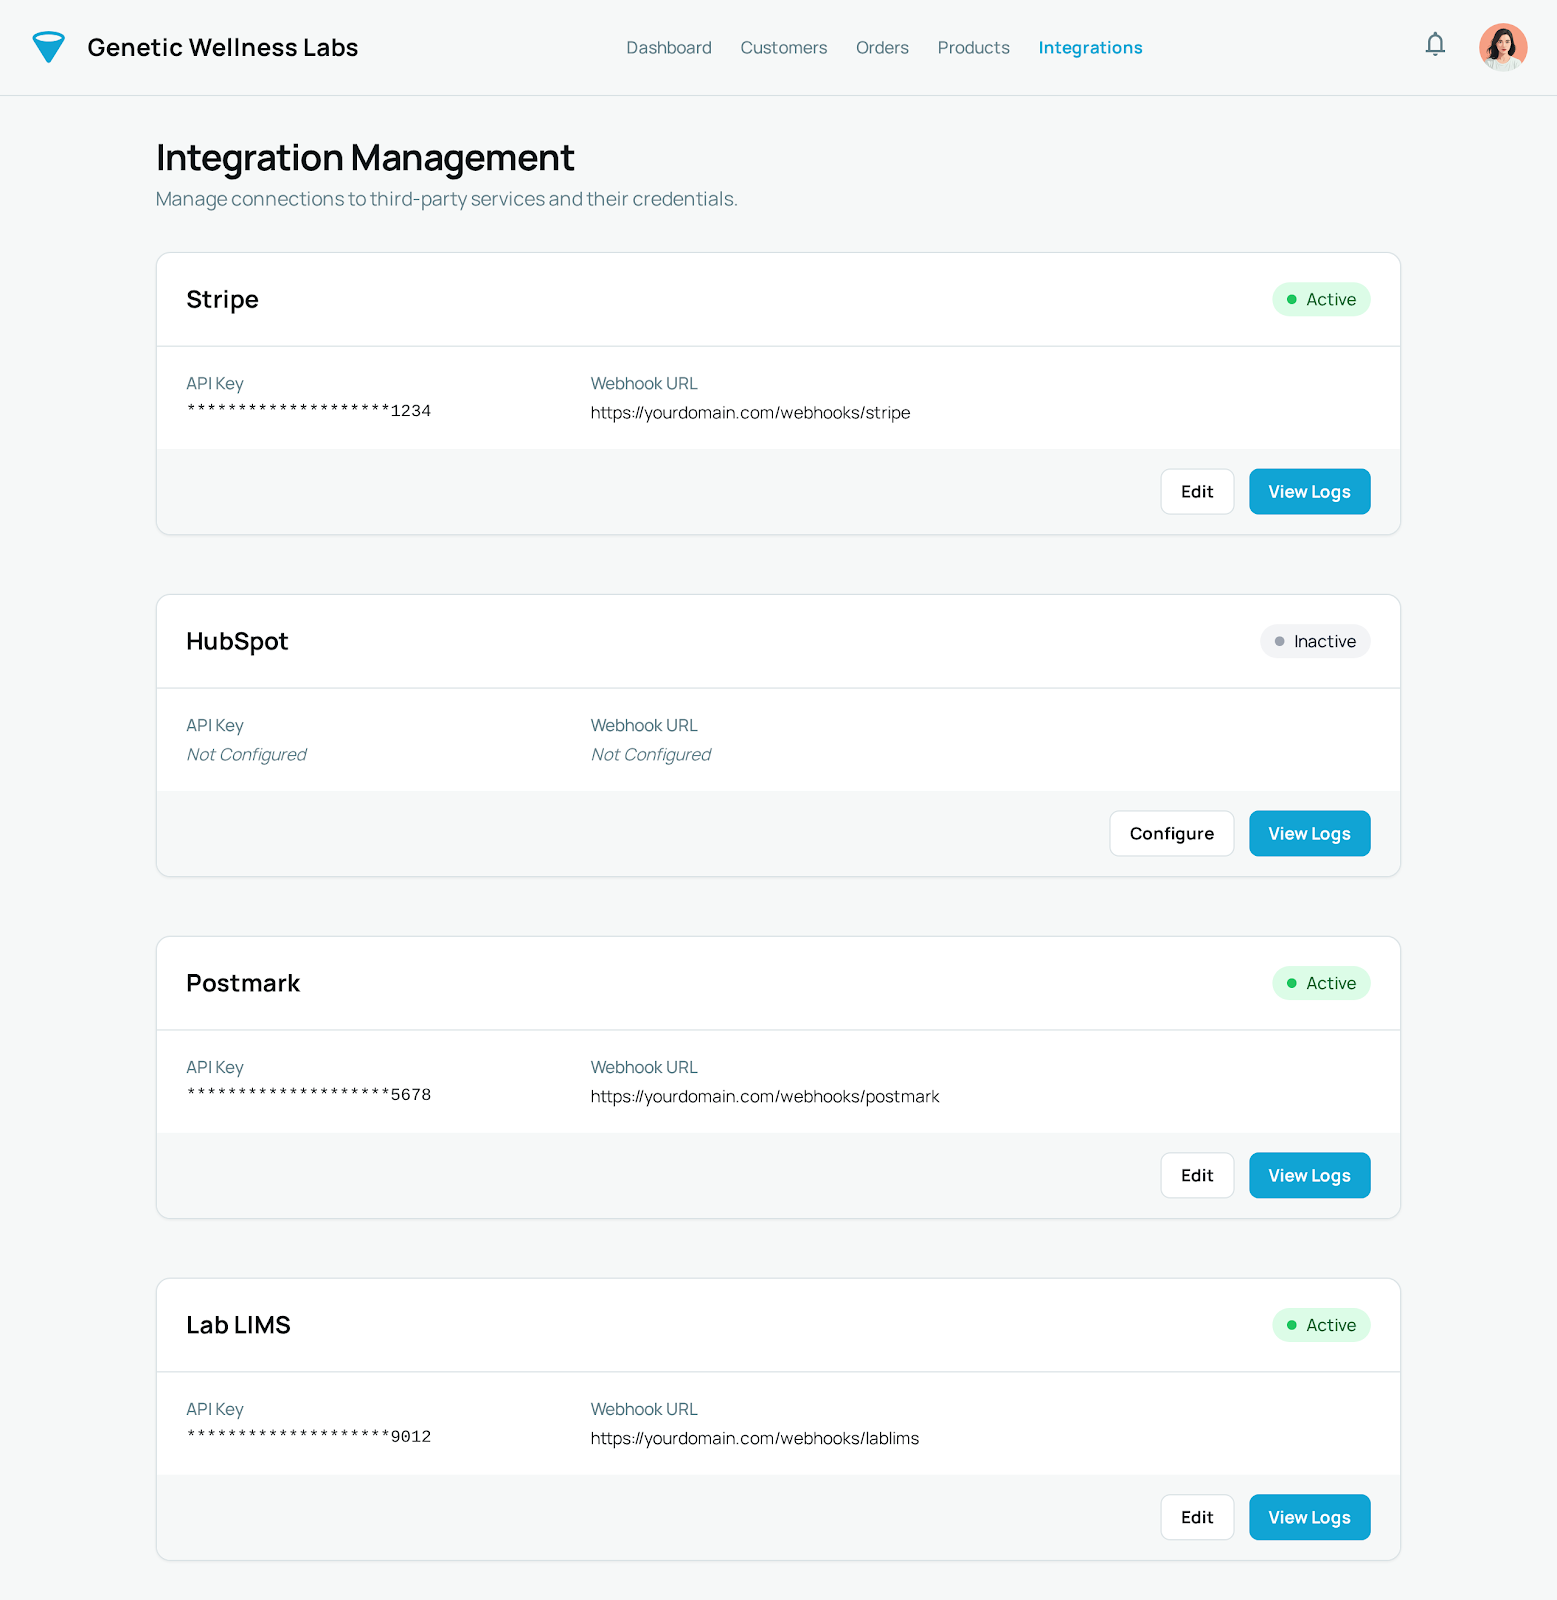 Genetic Wellness Labs
Dashboard Customers Orders Products Integrations
Integration Management
Manage connections to third-party services and their credentials.
Stripe
Active
API Key
********************1234
Webhook URL
https://yourdomain.com/webhooks/stripe
Edit
View Logs
HubSpot
Inactive
API Key
Not Configured
Webhook URL
Not Configured
Configure
View Logs
Postmark
Active
API Key
********************5678
Webhook URL
https://yourdomain.com/webhooks/postmark
Edit
View Logs
Lab LIMS
Active
API Key
********************9012
Webhook URL
https://yourdomain.com/webhooks/lablims
Edit
View Logs